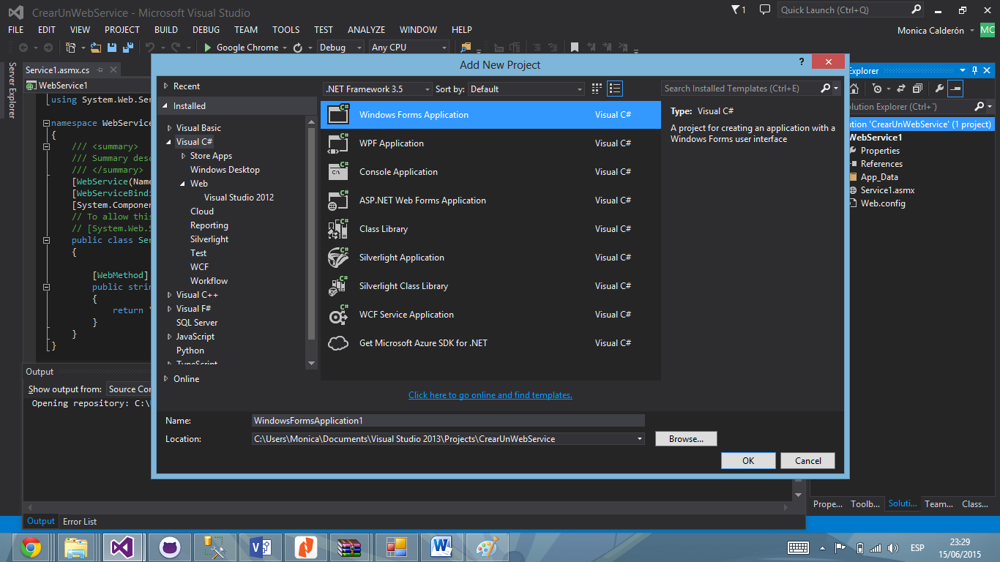 CrearUnWebService - Microsoft Visual Studio
1
Quick Launch (Ctrl+Q)
FILE EDIT VIEW PROJECT BUILD DEBUG TEAM TOOLS TEST ANALYZE WINDOW HELP
Monica Calderón
MC
Google Chrome
Debug
Any CPU
Server Explorer
Service1.asmx.cs
WebService1
using System.Web.Ser
namespace WebService
{
/// <summary>
/// Summary desc
/// </summary>
[WebService(Name
[WebServiceBindi
[System.Componen
// To allow this
// [System.Web.S
public class Ser
{
[WebMethod]
public strin
{
return "
}
}
}
Add New Project
?
Recent
Installed
Visual Basic
Visual C#
Store Apps
Windows Desktop
Web
Visual Studio 2012
Cloud
Reporting
Silverlight
Test
WCF
Workflow
Visual C++
Visual F#
SQL Server
JavaScript
Python
TypeScript
Online
.NET Framework 3.5
Sort by: Default
Search Installed Templates (Ctrl+E)
Windows Forms Application Visual C#
WPF Application Visual C#
Console Application Visual C#
ASP.NET Web Forms Application Visual C#
Class Library Visual C#
Silverlight Application Visual C#
Silverlight Class Library Visual C#
WCF Service Application Visual C#
Get Microsoft Azure SDK for .NET Visual C#
Click here to go online and find templates.
Type: Visual C#
A project for creating an application with a
Windows Forms user interface
Name: WindowsFormsApplication1
Location: C:\Users\Monica\Documents\Visual Studio 2013\Projects\CrearUnWebService
Browse...
OK
Cancel
Explorer
olution Explorer (Ctrl+´)
ution 'CrearUnWebService' (1 project)
WebService1
Properties
References
App_Data
Service1.asmx
Web.config
Output
Show output from: Source Con
Opening repository: C:\U
Output Error List
Prope... Toolb... Soluti... Team... Class...
ESP
23:29
15/06/2015